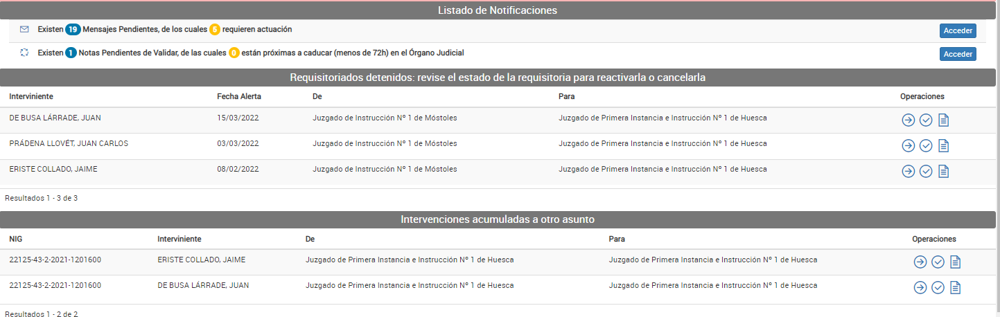 Listado de Notificaciones
Existen 19 Mensajes Pendientes, de los cuales 5 requieren actuación Acceder
Existen 1 Notas Pendientes de Validar, de las cuales 0 están próximas a caducar (menos de 72h) en el Órgano Judicial Acceder
Requisitoriados detenidos: revise el estado de la requisitoria para reactivarla o cancelarla
Interviniente Fecha Alerta De Para Operaciones
DE BUSA LÁRRADE, JUAN 15/03/2022 Juzgado de Instrucción Nº 1 de Móstoles Juzgado de Primera Instancia e Instrucción Nº 1 de Huesca
PRÁDENA LLOVÉT, JUAN CARLOS 03/03/2022 Juzgado de Instrucción Nº 1 de Móstoles Juzgado de Primera Instancia e Instrucción Nº 1 de Huesca
ERISTE COLLADO, JAIME 08/02/2022 Juzgado de Instrucción Nº 1 de Móstoles Juzgado de Primera Instancia e Instrucción Nº 1 de Huesca
Resultados 1 - 3 de 3
Intervenciones acumuladas a otro asunto
NIG Interviniente De Para Operaciones
22125-43-2-2021-1201600 ERISTE COLLADO, JAIME Juzgado de Primera Instancia e Instrucción Nº 1 de Huesca Juzgado de Primera Instancia e Instrucción Nº 1 de Huesca
22125-43-2-2021-1201600 DE BUSA LÁRRADE, JUAN Juzgado de Primera Instancia e Instrucción Nº 1 de Huesca Juzgado de Primera Instancia e Instrucción Nº 1 de Huesca
Resultados 1 - 2 de 2